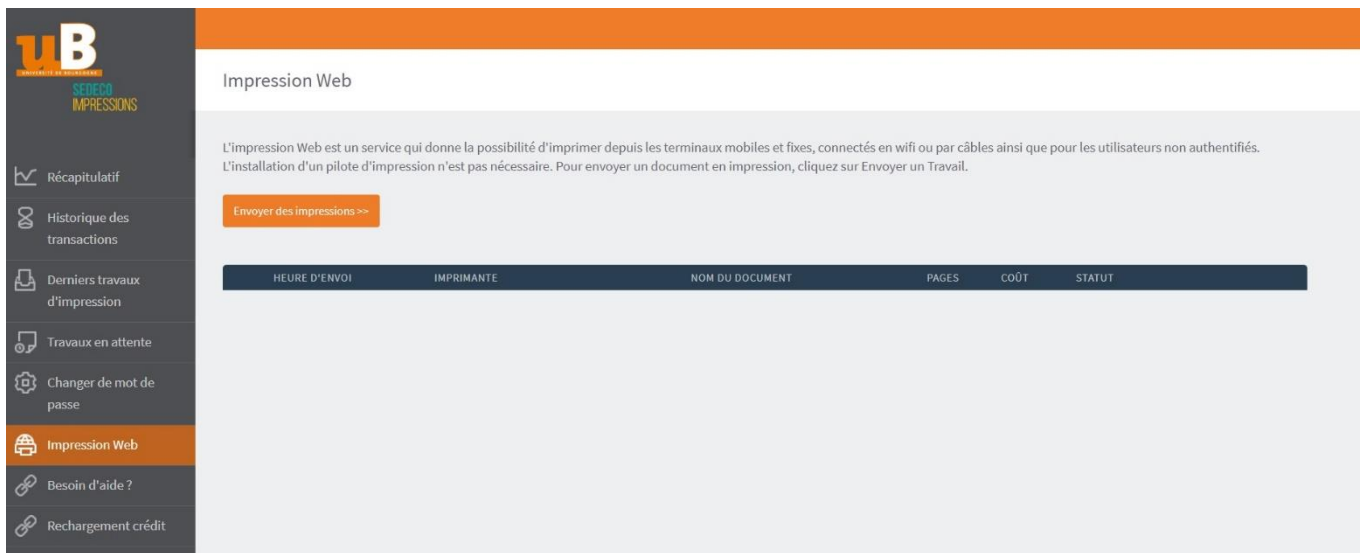 uB
UNIVERSITÉ DE BOURGOGNE
SEDECO
IMPRESSIONS
Récapitulatif
Historique des
transactions
Derniers travaux
d'impression
Travaux en attente
Changer de mot de
passe
Impression Web
Besoin d'aide ?
Rechargement crédit
Impression Web
L'impression Web est un service qui donne la possibilité d'imprimer depuis les terminaux mobiles et fixes, connectés en wifi ou par câbles ainsi que pour les utilisateurs non authentifiés.
L'installation d'un pilote d'impression n'est pas nécessaire. Pour envoyer un document en impression, cliquez sur Envoyer un Travail.
Envoyer des impressions >>
HEURE D'ENVOI IMPRIMANTE NOM DU DOCUMENT PAGES COÛT STATUT